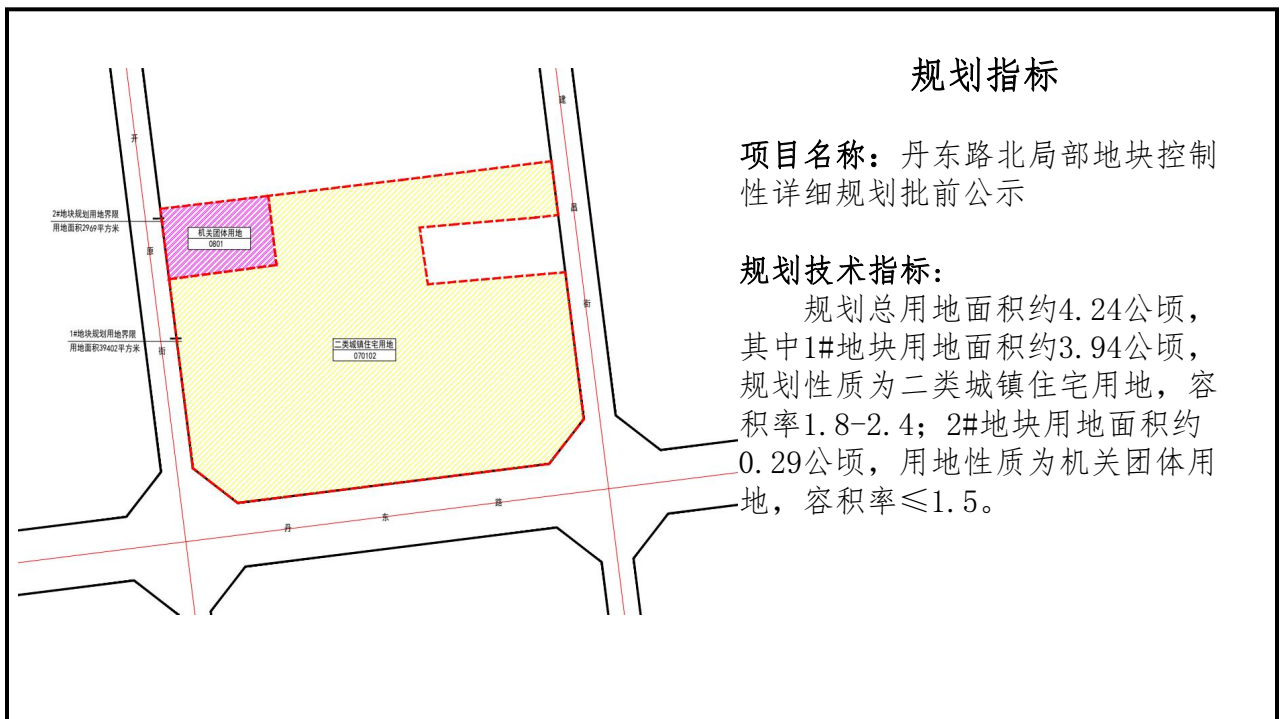 规划指标
项目名称：丹东路北局部地块控制
性详细规划批前公示
规划技术指标：
规划总用地面积约4.24公顷，
其中1#地块用地面积约3.94公顷，
规划性质为二类城镇住宅用地，容
积率1.8-2.4；2#地块用地面积约
0.29公顷，用地性质为机关团体用
地，容积率≤1.5。
开原街
建昌街
2#地块规划用地界限
用地面积2969平方米
机关团体用地
0801
1#地块规划用地界限
用地面积39402平方米
二类城镇住宅用地
070102
丹东路